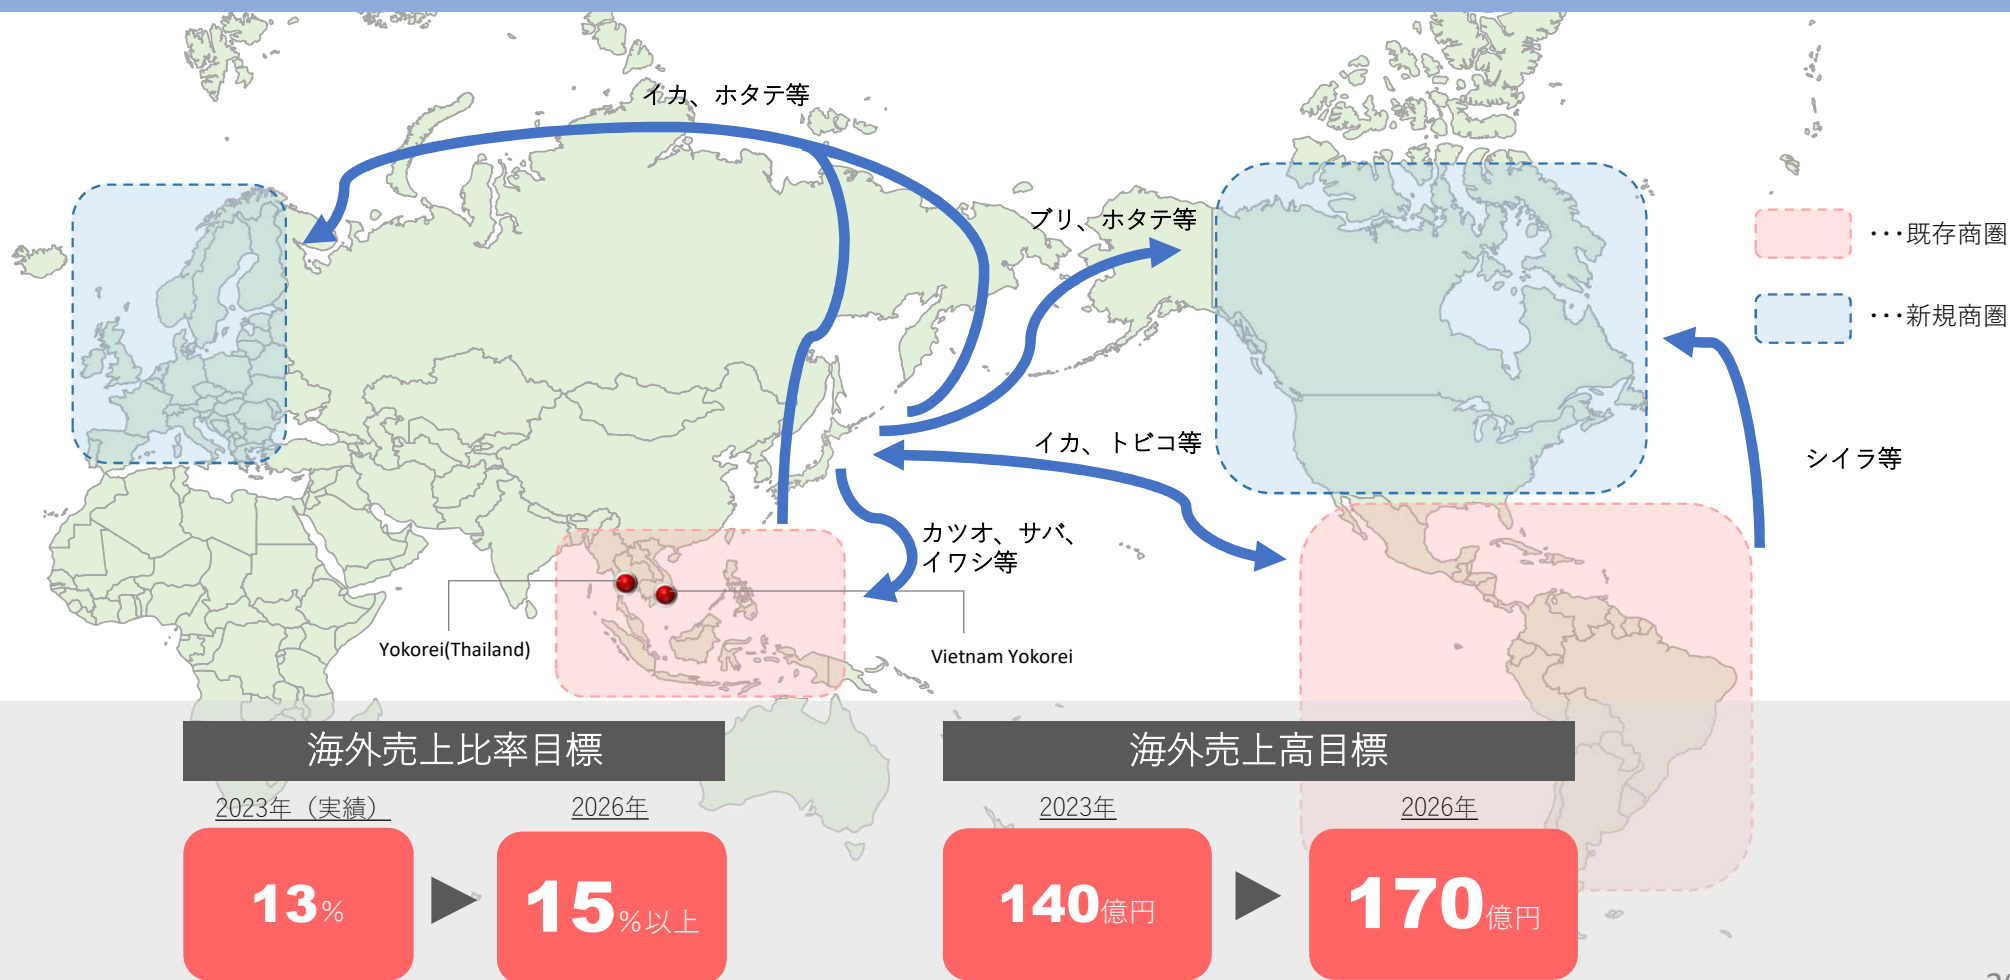 イカ、ホタテ等
ブリ、ホタテ等
・・・既存商圏
・・・新規商圏
イカ、トビコ等
シイラ等
カツオ、サバ、
イワシ等
Yokorei(Thailand)
Vietnam Yokorei
海外売上比率目標
2023年（実績）
2026年
13%
15%以上
海外売上高目標
2023年
2026年
140億円
170億円